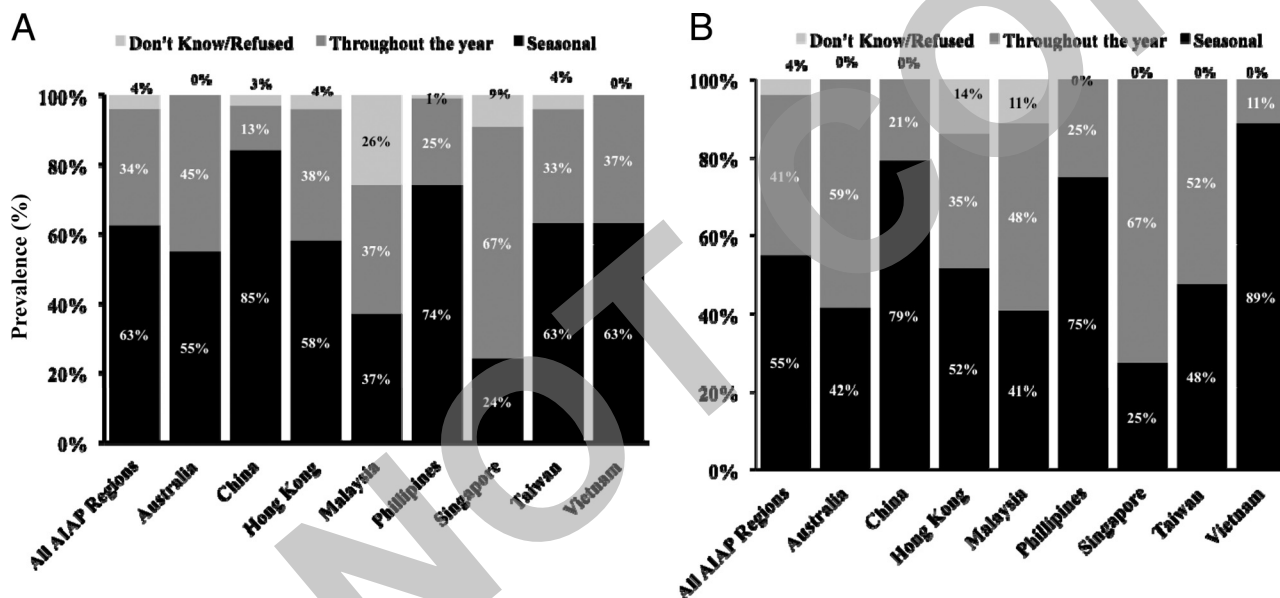 A
Don't Know/Refused Throughout the year Seasonal
4% 0% 3% 4% 1% 9% 4% 0%
100%
80%
60%
40%
20%
0%
Prevalence (%)
34% 45% 13% 38% 26% 25% 67% 33% 37%
37%
63% 55% 85% 58% 37% 74% 24% 63% 63%
All AIAP Regions
Australia
China
Hong Kong
Malaysia
Phillipines
Singapore
Taiwan
Vietnam
B
Don't Know/Refused Throughout the year Seasonal
4% 0% 0% 14% 11% 0% 0% 0% 0%
100%
80%
60%
40%
20%
0%
41% 59% 21% 35% 48% 25% 67% 52% 11%
55% 42% 79% 52% 41% 75% 25% 48% 89%
All AIAP Regions
Australia
China
Hong Kong
Malaysia
Phillipines
Singapore
Taiwan
Vietnam
NOT CO